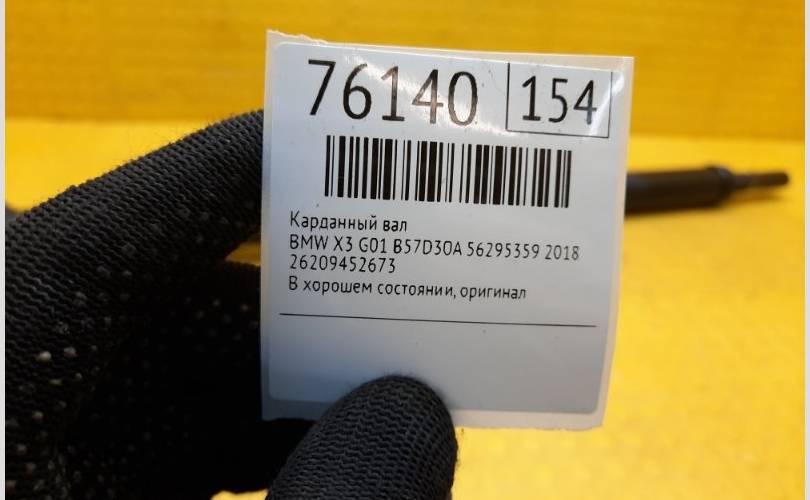 76140 154
Карданный вал
BMW X3 G01 B57D30A 56295359 2018
26209452673
В хорошем состоянии, оригинал